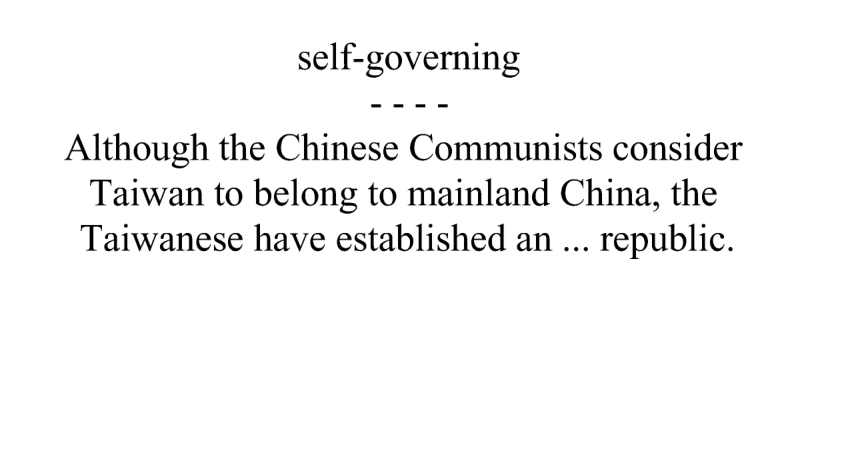 self-governing
- - - -
Although the Chinese Communists consider
Taiwan to belong to mainland China, the
Taiwanese have established an ... republic.